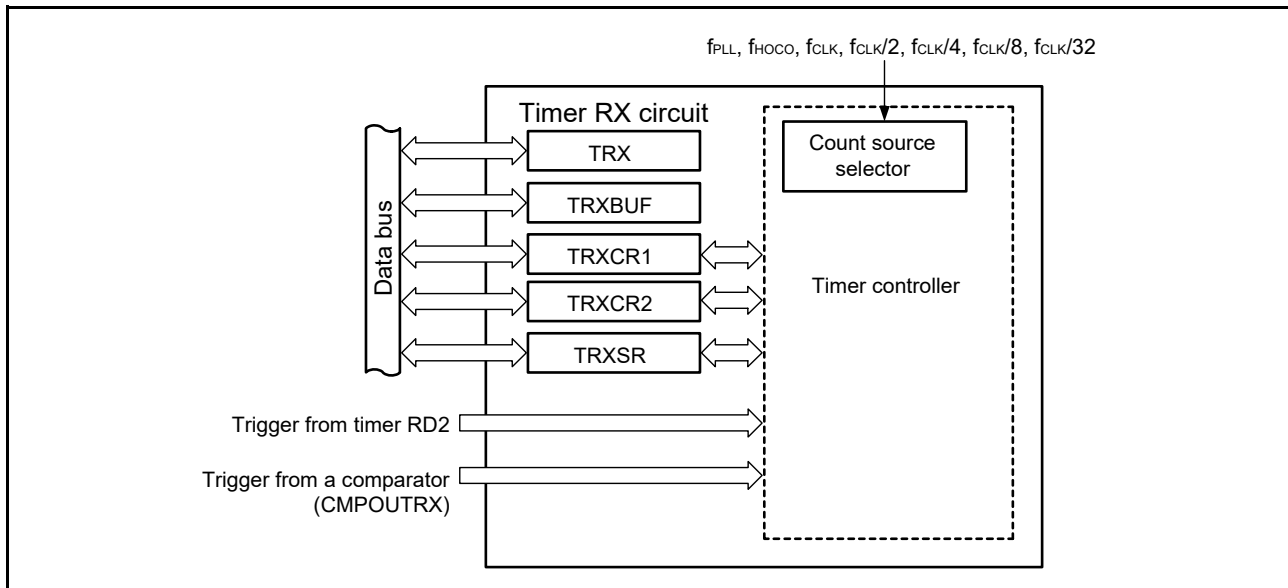 fPLL, fHOCO, fCLK, fCLK/2, fCLK/4, fCLK/8, fCLK/32
Timer RX circuit
Data bus
TRX
TRXBUF
TRXCR1
TRXCR2
TRXSR
Count source
selector
Timer controller
Trigger from timer RD2
Trigger from a comparator
(CMPOUTRX)